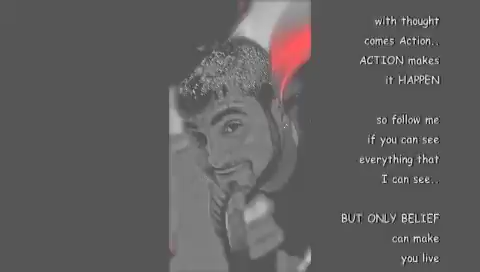 with thought
comes Action..
ACTION makes
it HAPPEN
so follow me
if you can see
everything that
I can see..
BUT ONLY BELIEF
can make
you live